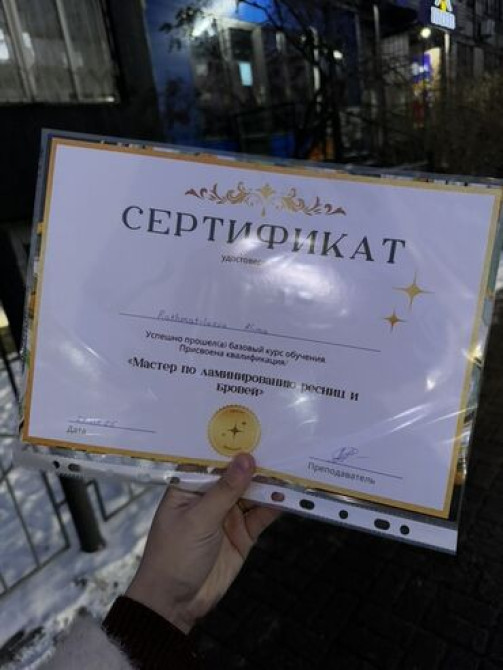 СЕРТИФИКАТ
Успешно прошел(а) базовый курс обучения
Присвоена квалификация:
«Мастер по ламинированию ресниц и
Бровей»
Дата
Преподаватель